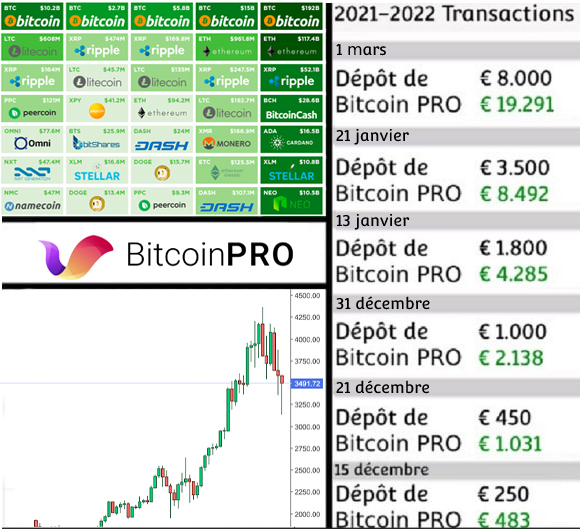 BTC $10.2B BTC $2.7B BTC $5.8B BTC $15B BTC $192B
bitcoin bitcoin bitcoin bitcoin bitcoin
LTC $608M XRP $474M XRP $169.8M ETH $961.8M ETH $117.4B
litecoin ripple ripple ethereum ethereum
XRP $164M LTC $45.7M LTC $135M XRP $247.5M XRP $52.1B
ripple litecoin litecoin ripple ripple
PPC $121M XPY $41.2M ETH $94.2M LTC $182.7M BCH $28.6B
peercoin ethereum litecoin BitcoinCash
OMNI $77.6M BTS $25.9M DASH $24M XMR $186.9M ADA $16.5B
Omni bitShares DASH MONERO CARDANO
NXT $47.4M XLM $16.6M DOGE $15.7M ETC $125.5M XLM $10.8B
STELLAR STELLAR
NMC $47M DOGE $13.4M PPC $9.3M DASH $107.1M NEO $10.5B
namecoin peercoin DASH NEO
BitcoinPRO
4500.00
4250.00
4000.00
3750.00
3491.72
3250.00
3000.00
2750.00
2500.00
2250.00
2000.00
2021-2022 Transactions
1 mars
Dépôt de € 8.000
Bitcoin PRO € 19.291
21 janvier
Dépôt de € 3.500
Bitcoin PRO € 8.492
13 janvier
Dépôt de € 1.800
Bitcoin PRO € 4.285
31 décembre
Dépôt de € 1.000
Bitcoin PRO € 2.138
21 décembre
Dépôt de € 450
Bitcoin PRO € 1.031
15 décembre
Dépôt de € 250
Bitcoin PRO € 483